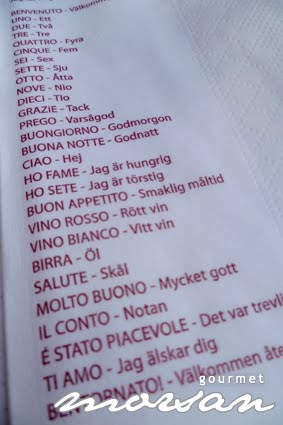 BENVENUTO - Välkommen
UNO - Ett
DUE - Två
TRE - Tre
QUATTRO - Fyra
CINQUE - Fem
SEI - Sex
SETTE - Sju
OTTO - Åtta
NOVE - Nio
DIECI - Tio
GRAZIE - Tack
PREGO - Varsågod
BUONGIORNO - Godmorgon
BUONA NOTTE - Godnatt
CIAO - Hej
HO FAME - Jag är hungrig
HO SETE - Jag är törstig
BUON APPETITO - Smaklig måltid
VINO ROSSO - Rött vin
VINO BIANCO - Vitt vin
BIRRA - Öl
SALUTE - Skål
MOLTO BUONO - Mycket gott
IL CONTO - Notan
É STATO PIACEVOLE - Det var trevli
TI AMO - Jag älskar dig
BENTORNATO! - Välkommen åte
gourmet
morsan